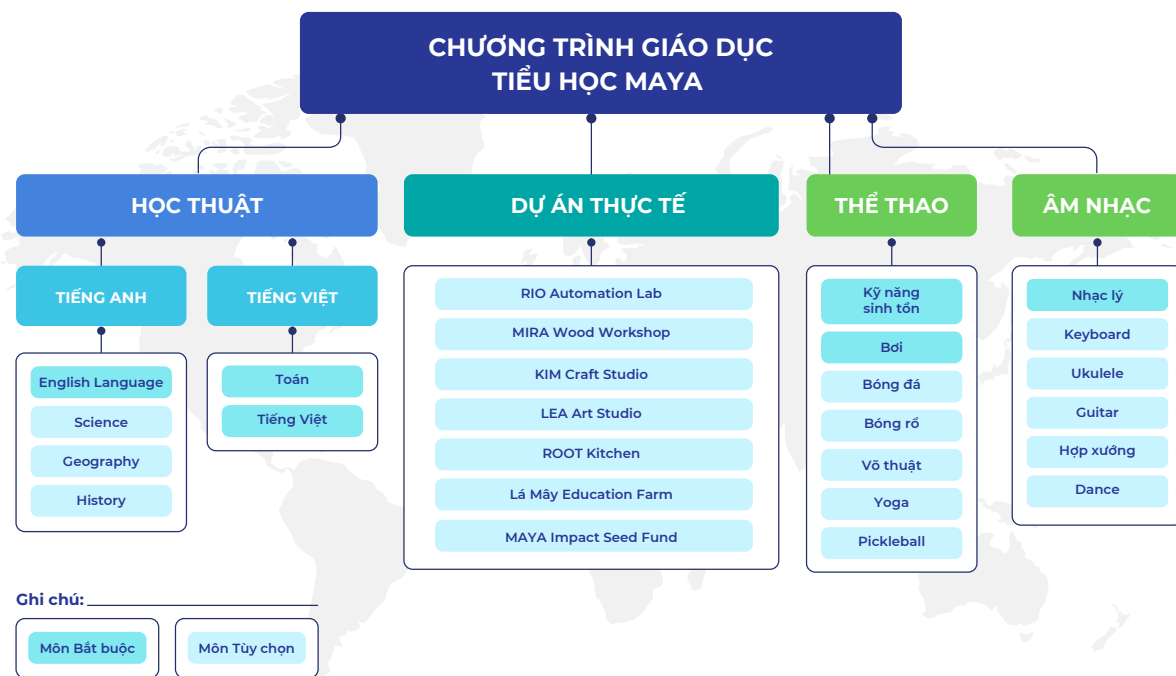 CHƯƠNG TRÌNH GIÁO DỤC
TIỂU HỌC MAYA
HỌC THUẬT
TIẾNG ANH
English Language
Science
Geography
History
TIẾNG VIỆT
Toán
Tiếng Việt
DỰ ÁN THỰC TẾ
RIO Automation Lab
MIRA Wood Workshop
KIM Craft Studio
LEA Art Studio
ROOT Kitchen
Lá Mây Education Farm
MAYA Impact Seed Fund
THỂ THAO
Kỹ năng
sinh tồn
Bơi
Bóng đá
Bóng rổ
Võ thuật
Yoga
Pickleball
ÂM NHẠC
Nhạc lý
Keyboard
Ukulele
Guitar
Hợp xướng
Dance
Ghi chú:
Môn Bắt buộc
Môn Tùy chọn